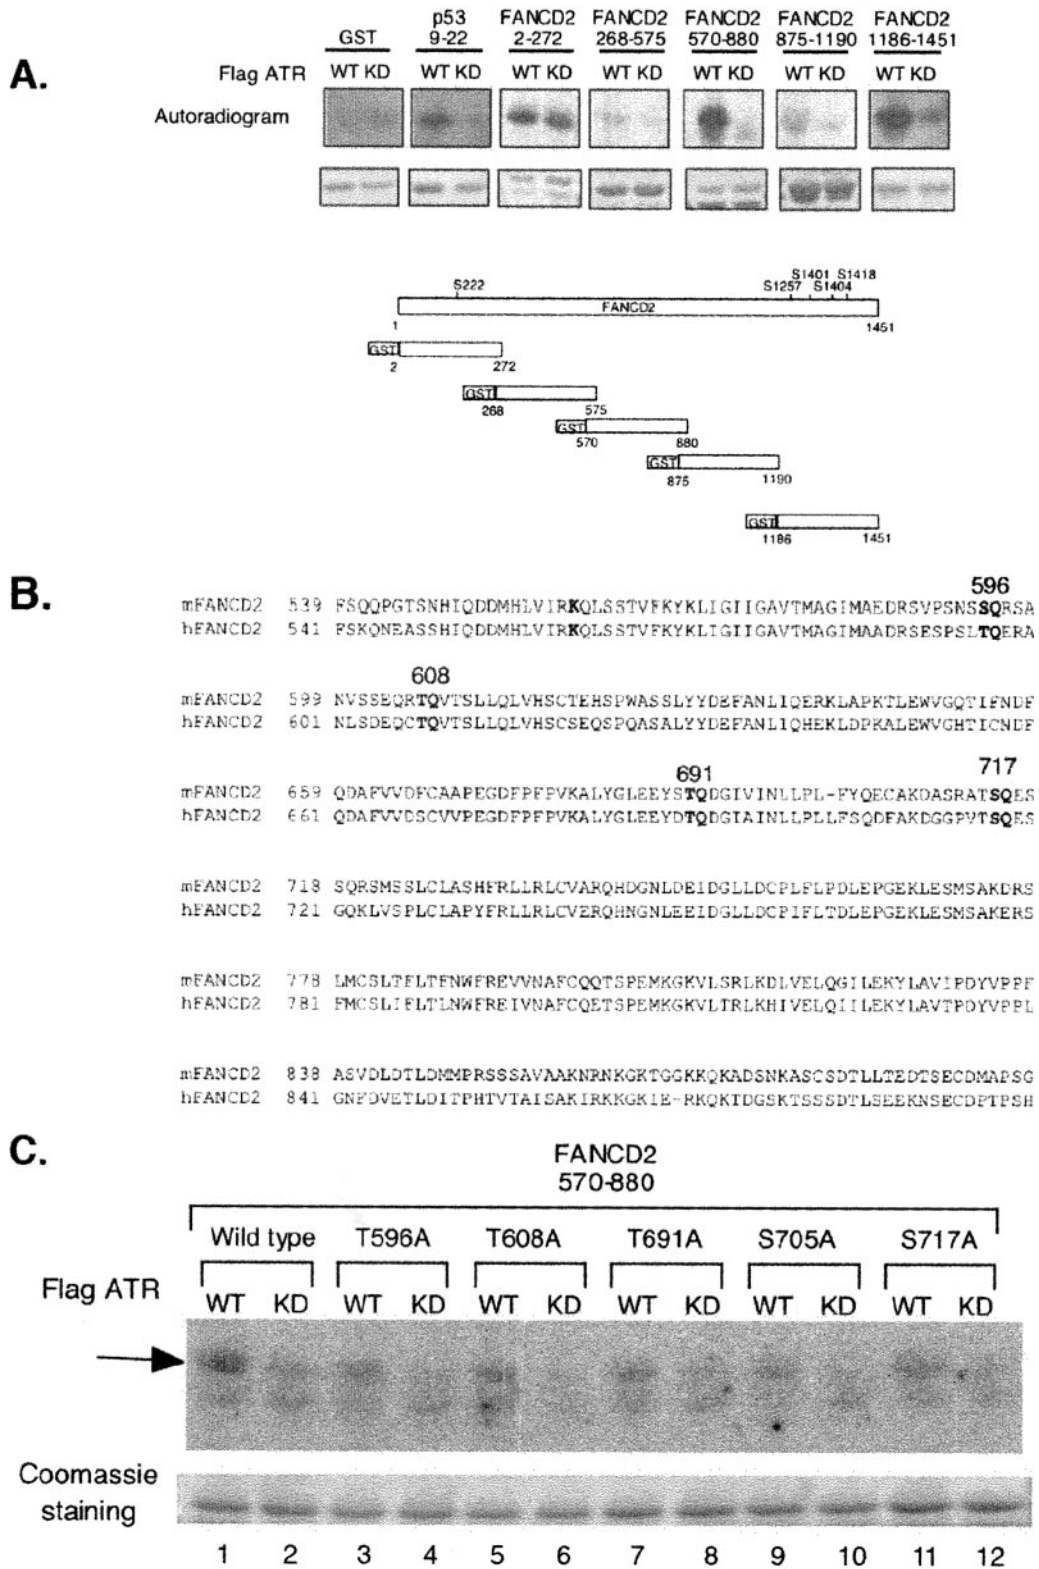 A.
GST
p53
9-22
FANCD2
2-272
FANCD2
268-575
FANCD2
570-880
FANCD2
875-1190
FANCD2
1186-1451
Flag ATR WT KD WT KD WT KD WT KD WT KD WT KD WT KD
Autoradiogram
S222 S1257 S1401 S1404 S1418
FANCD2
1 1451
GST
2 272
GST
268 575
GST
570 880
GST
875 1190
GST
1186 1451
B.
596
mFANCD2 539 FSQQPGTSNHIQDDMHLVIRKQLSSTVFKYKLIGIIGAVTMAGIMAEDRSVPSNSSQRSA
hFANCD2 541 FSKQNEASSHIQDDMHLVIRKQLSSTVFKYKLIGIIGAVTMAGIMAADRSESPSLTQERA
608
mFANCD2 599 NVSSEQRTQVTSLLQLVHSCTEHSPWASSLYYDEFANLIQERKLAPKTLEWVGQTIFNDF
hFANCD2 601 NLSDEQCTQVTSLLQLVHSCSEQSPQASALYYDEFANLIQHEKLDPKALEWVGHTICNDF
691 717
mFANCD2 659 QDAFVVDFCAAPEGDFPFPVKALYGLEEYSTQDGIVINLLPL-FYQECAKDASRATSQES
hFANCD2 661 QDAFVVDSCVVPEGDFPFPVKALYGLEEYDTQDGIAINLLPLLFSQDFAKDGGPVTSQES
mFANCD2 718 SQRSMSSLCLASHFRLLRLCVARQHDGNLDEIDGLLDCPLFLPDLEPGEKLESMSAKDRS
hFANCD2 721 GQKLVSPLCLAPYFRLLRLCVERQHNGNLEEIDGLLDCPIFLTDLEPGEKLESMSAKERS
mFANCD2 778 LMCSLTFLTFNWFREVVNAFCQQTSPEMKGKVLSRLKDLVELQGILEKYLAVIPDYVPPF
hFANCD2 781 FMCSLIFLTLNWFREIVNAFCQETSPEMKGKVLTRLKHIVELQIILEKYLAVTPDYVPPL
mFANCD2 838 ASVDLDTLDMMPRSSSAVAAKNRNKGKTGGKKQKADSNKASCSDTLLTEDTSECDMAPSG
hFANCD2 841 GNFDVETLDITPHTVTAISAKIRKKGKIE-RKQKTDGSKTSSSDTLSEEKNSECDPTPSH
C.
FANCD2
570-880
Wild type T596A T608A T691A S705A S717A
Flag ATR WT KD WT KD WT KD WT KD WT KD WT KD
Coomassie
staining
1 2 3 4 5 6 7 8 9 10 11 12